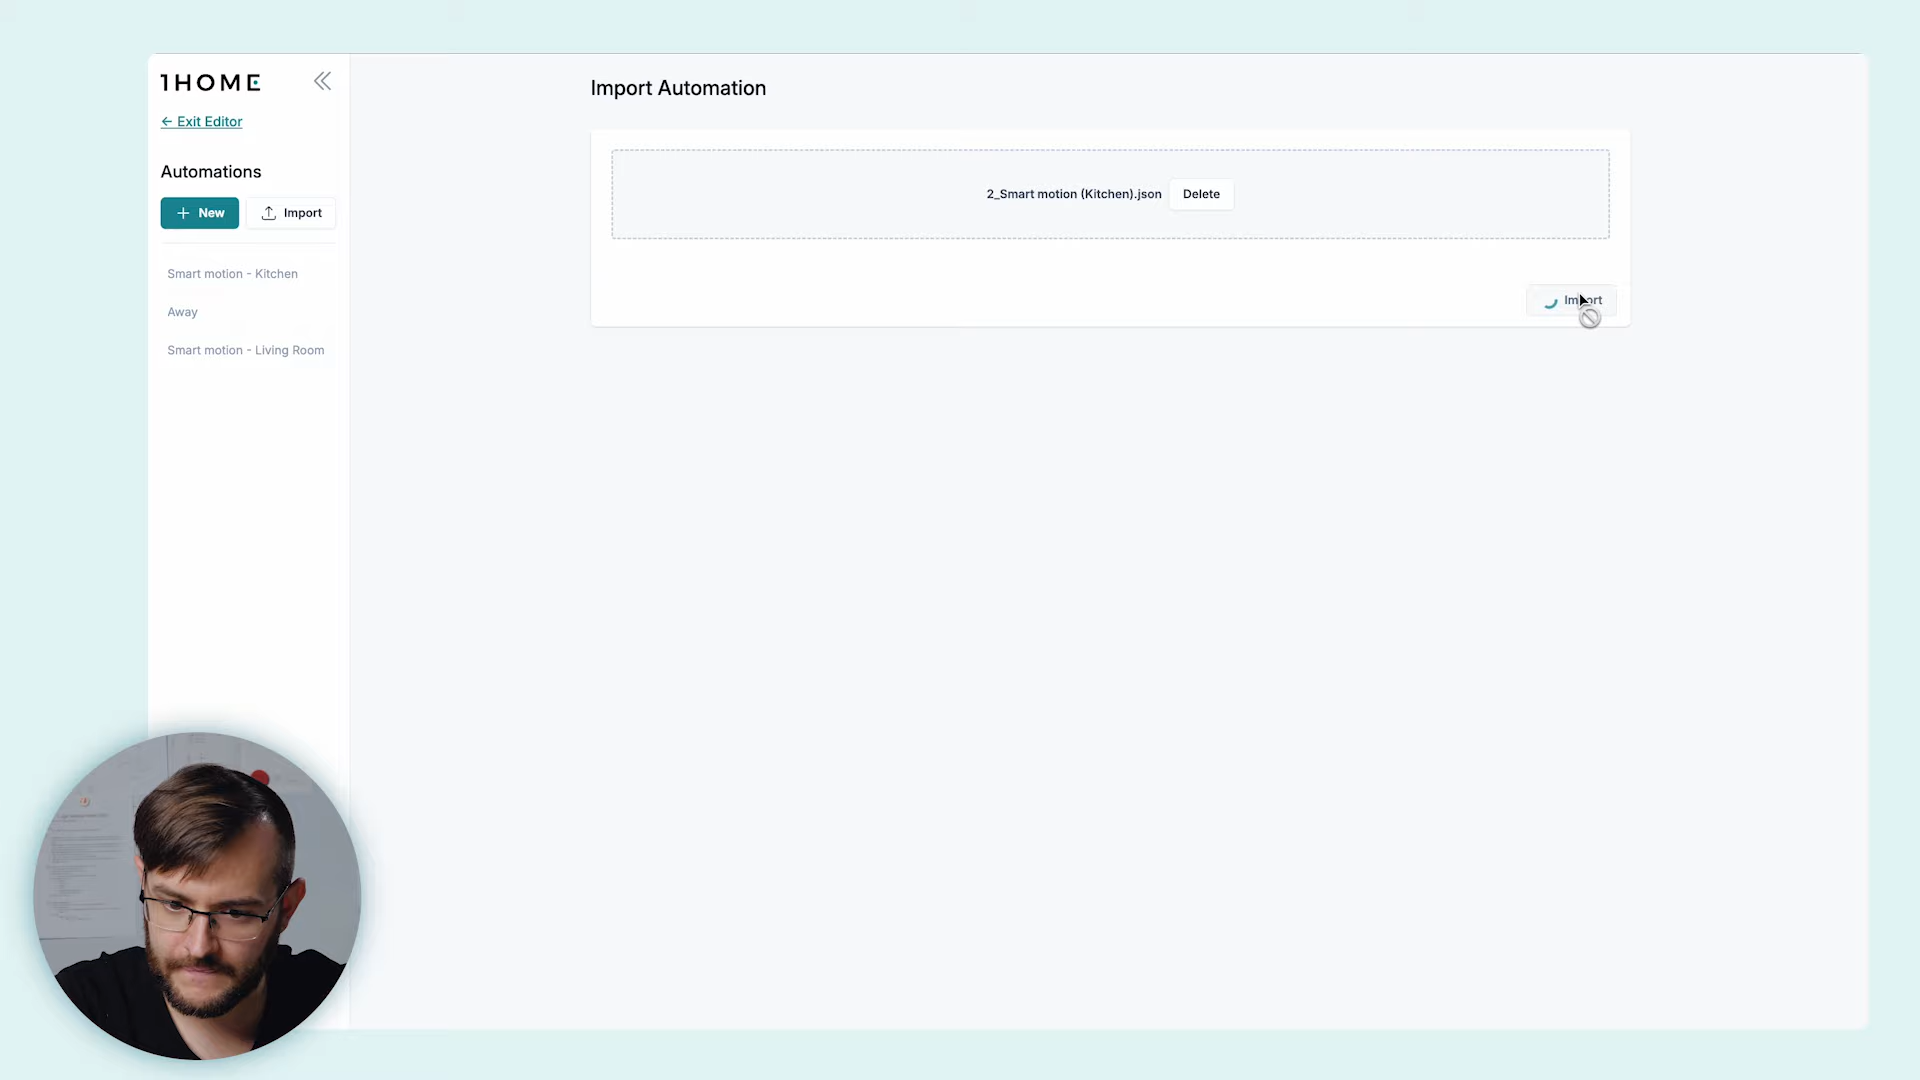 1HOME
← Exit Editor
Automations
+ New
Import
Smart motion - Kitchen
Away
Smart motion - Living Room
Import Automation
2_Smart motion (Kitchen).json
Delete
Import